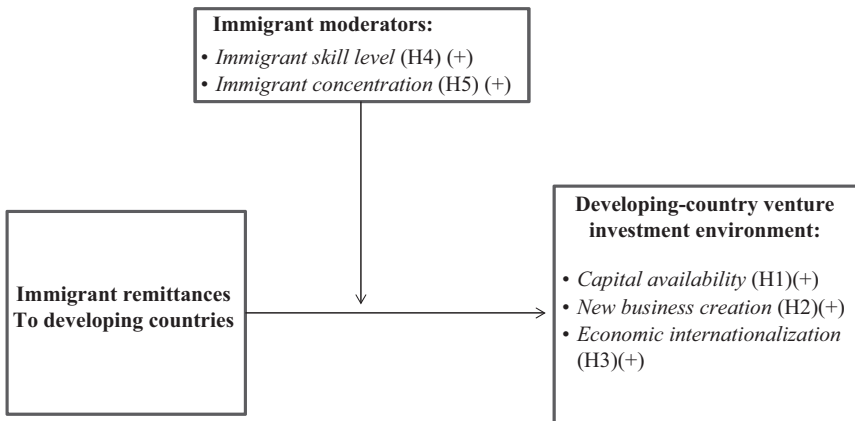 Immigrant moderators:
• Immigrant skill level (H4) (+)
• Immigrant concentration (H5) (+)
Immigrant remittances
To developing countries
Developing-country venture
investment environment:
• Capital availability (H1)(+)
• New business creation (H2)(+)
• Economic internationalization
(H3)(+)